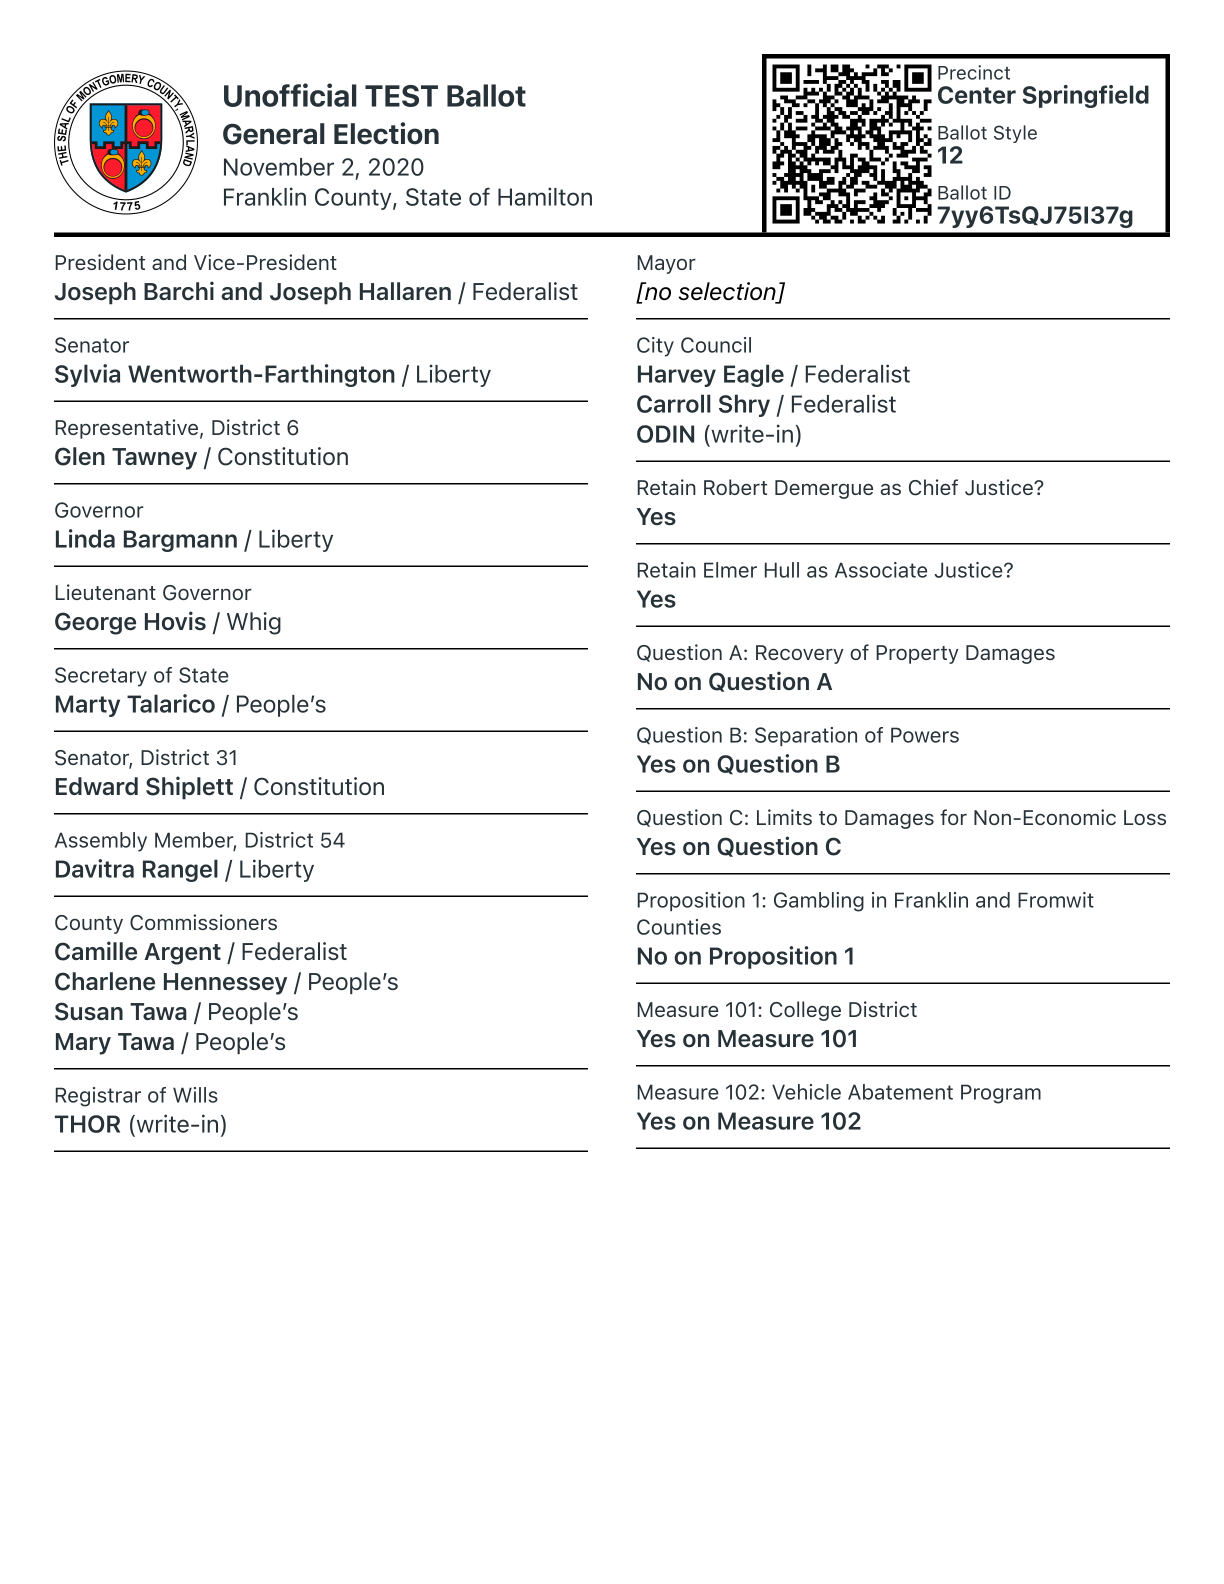 THE SEAL OF MONTGOMERY COUNTY, MARYLAND
1775
Unofficial TEST Ballot
General Election
November 2, 2020
Franklin County, State of Hamilton
Precinct
Center Springfield
Ballot Style
12
Ballot ID
7yy6TsQJ75I37g
President and Vice-President
Joseph Barchi and Joseph Hallaren / Federalist
Senator
Sylvia Wentworth-Farthington / Liberty
Representative, District 6
Glen Tawney / Constitution
Governor
Linda Bargmann / Liberty
Lieutenant Governor
George Hovis / Whig
Secretary of State
Marty Talarico / People’s
Senator, District 31
Edward Shiplett / Constitution
Assembly Member, District 54
Davitra Rangel / Liberty
County Commissioners
Camille Argent / Federalist
Charlene Hennessey / People’s
Susan Tawa / People’s
Mary Tawa / People’s
Registrar of Wills
THOR (write-in)
Mayor
[no selection]
City Council
Harvey Eagle / Federalist
Carroll Shry / Federalist
ODIN (write-in)
Retain Robert Demergue as Chief Justice?
Yes
Retain Elmer Hull as Associate Justice?
Yes
Question A: Recovery of Property Damages
No on Question A
Question B: Separation of Powers
Yes on Question B
Question C: Limits to Damages for Non-Economic Loss
Yes on Question C
Proposition 1: Gambling in Franklin and Fromwit
Counties
No on Proposition 1
Measure 101: College District
Yes on Measure 101
Measure 102: Vehicle Abatement Program
Yes on Measure 102